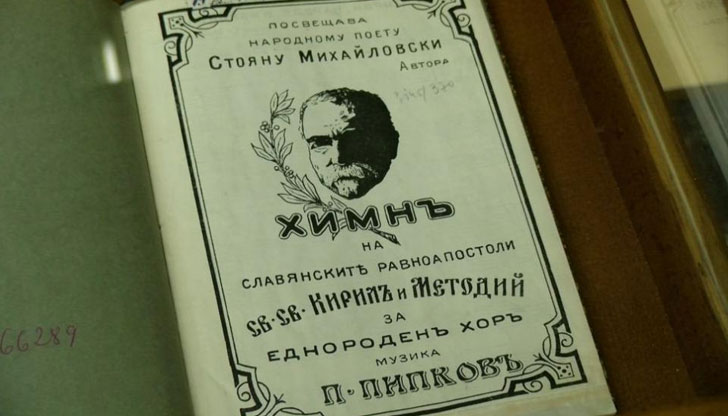 ПОСВЕЩАВА
НАРОДНОМУ ПОЕТУ
СТОЯНУ МИХАЙЛОВСКИ
АВТОРА
ХИМНЪ
НА
СЛАВЯНСКИТѢ РАВНОАПОСТОЛИ
СВ·СВ· КИРИЛЪ И МЕТОДИЙ
ЗА
ЕДНОРОДЕНЪ ХОРЪ
МУЗИКА
П·ПИПКОВЪ
66289